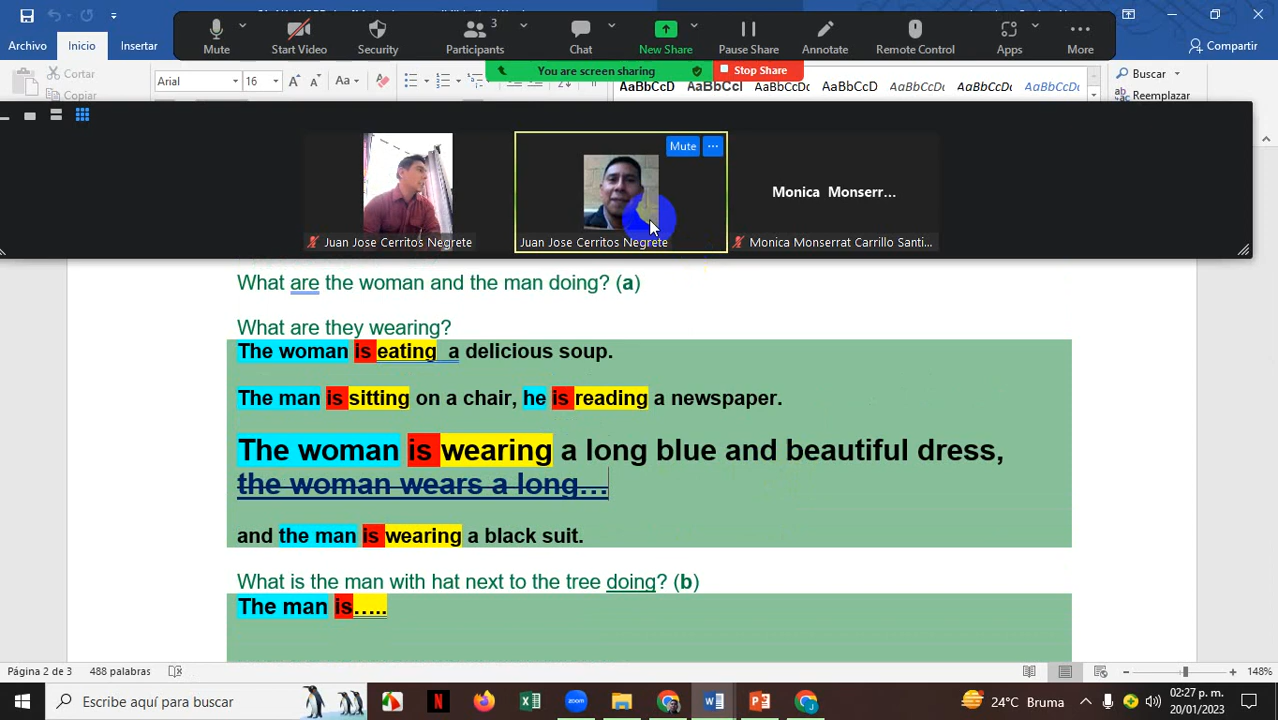 Mute
Start Video
Security
Participants
3
Chat
New Share
Pause Share
Annotate
Remote Control
Apps
More
You are screen sharing
Stop Share
Archivo
Inicio
Insertar
Compartir
Cortar
Copiar
Arial
16
Aa
AaBbCcD
AaBbCcI
AaBbCcD
AaBbCcD
AaBbCcD
AaBbCcD
Buscar
Reemplazar
Mute
Juan Jose Cerritos Negrete
Juan Jose Cerritos Negrete
Monica Monserr...
Monica Monserrat Carrillo Santi...
What are the woman and the man doing? (a)
What are they wearing?
The woman is eating a delicious soup.
The man is sitting on a chair, he is reading a newspaper.
The woman is wearing a long blue and beautiful dress,
the woman wears a long…
and the man is wearing a black suit.
What is the man with hat next to the tree doing? (b)
The man is…..
Página 2 de 3
488 palabras
148%
Escribe aquí para buscar
zoom
24°C Bruma
02:27 p. m.
20/01/2023